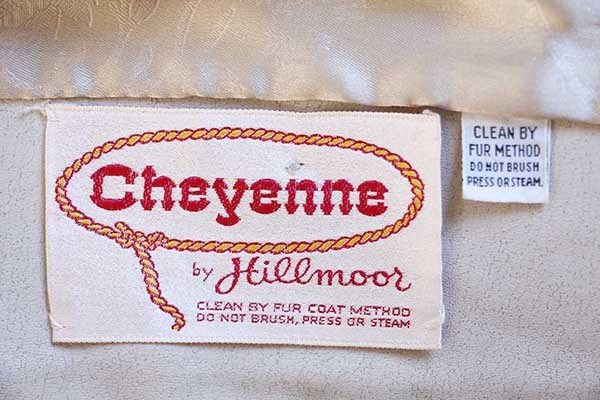 Cheyenne
by Hillmoor
CLEAN BY FUR COAT METHOD
DO NOT BRUSH, PRESS OR STEAM
CLEAN BY
FUR METHOD
DO NOT BRUSH
PRESS OR STEAM.